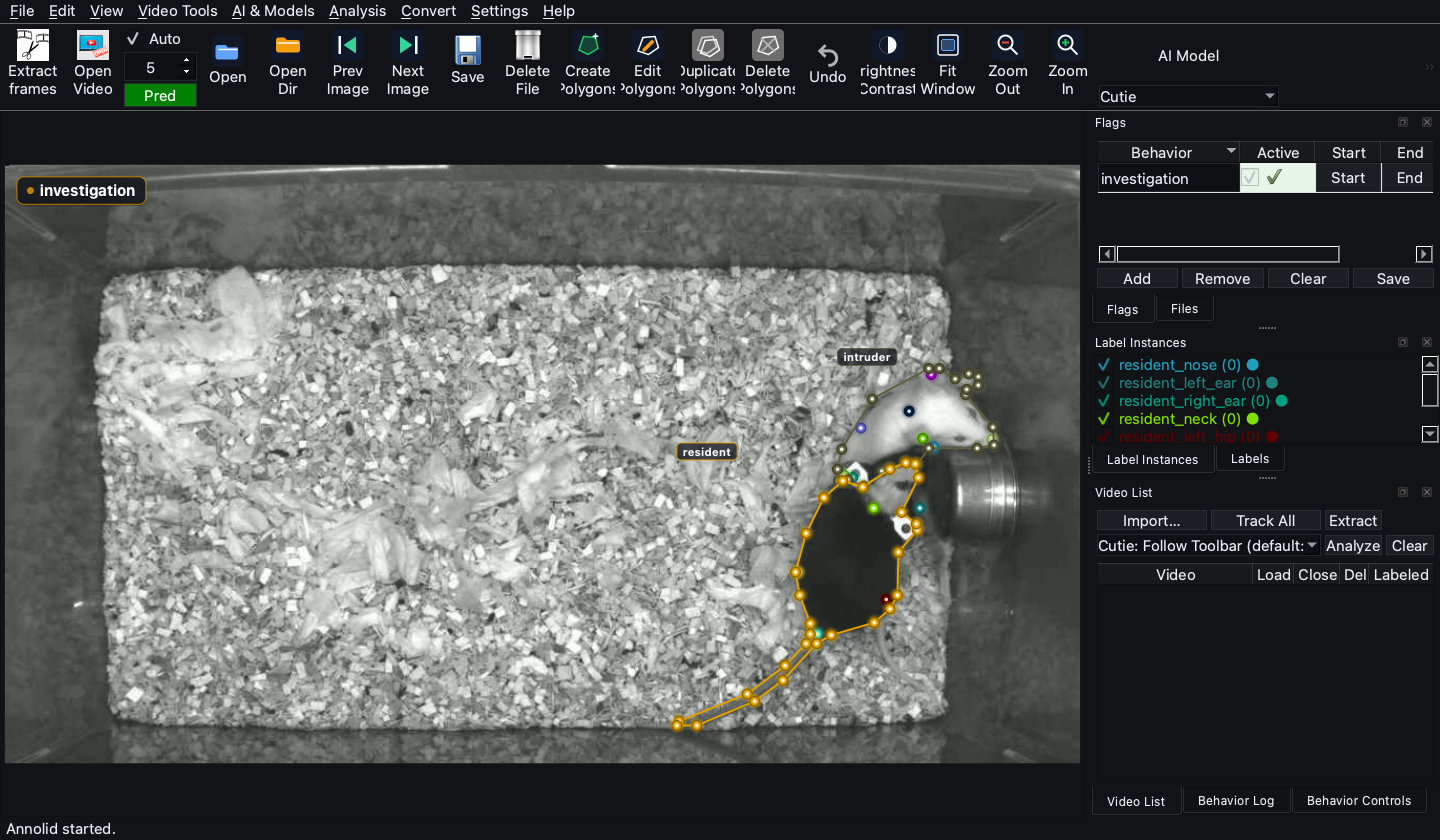 File Edit View Video Tools AI & Models Analysis Convert Settings Help
Extract frames
Open Video
Auto
5
Pred
Open
Open Dir
Prev Image
Next Image
Save
Delete File
Create Polygons
Edit Polygons
Duplicate Polygons
Delete Polygons
Undo
Brightness Contrast
Fit Window
Zoom Out
Zoom In
AI Model
Cutie
Flags
Behavior Active Start End
investigation Start End
Add Remove Clear Save
Flags Files
Label Instances
resident_nose (0)
resident_left_ear (0)
resident_right_ear (0)
resident_neck (0)
resident_left_hip (0)
Label Instances Labels
Video List
Import... Track All Extract
Cutie: Follow Toolbar (default: Analyze Clear
Video Load Close Del Labeled
Video List Behavior Log Behavior Controls
investigation
intruder
resident
Annolid started.